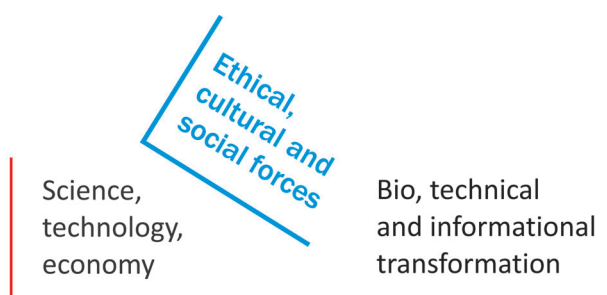 Ethical,
cultural and
social forces
Science,
technology,
economy
Bio, technical
and informational
transformation